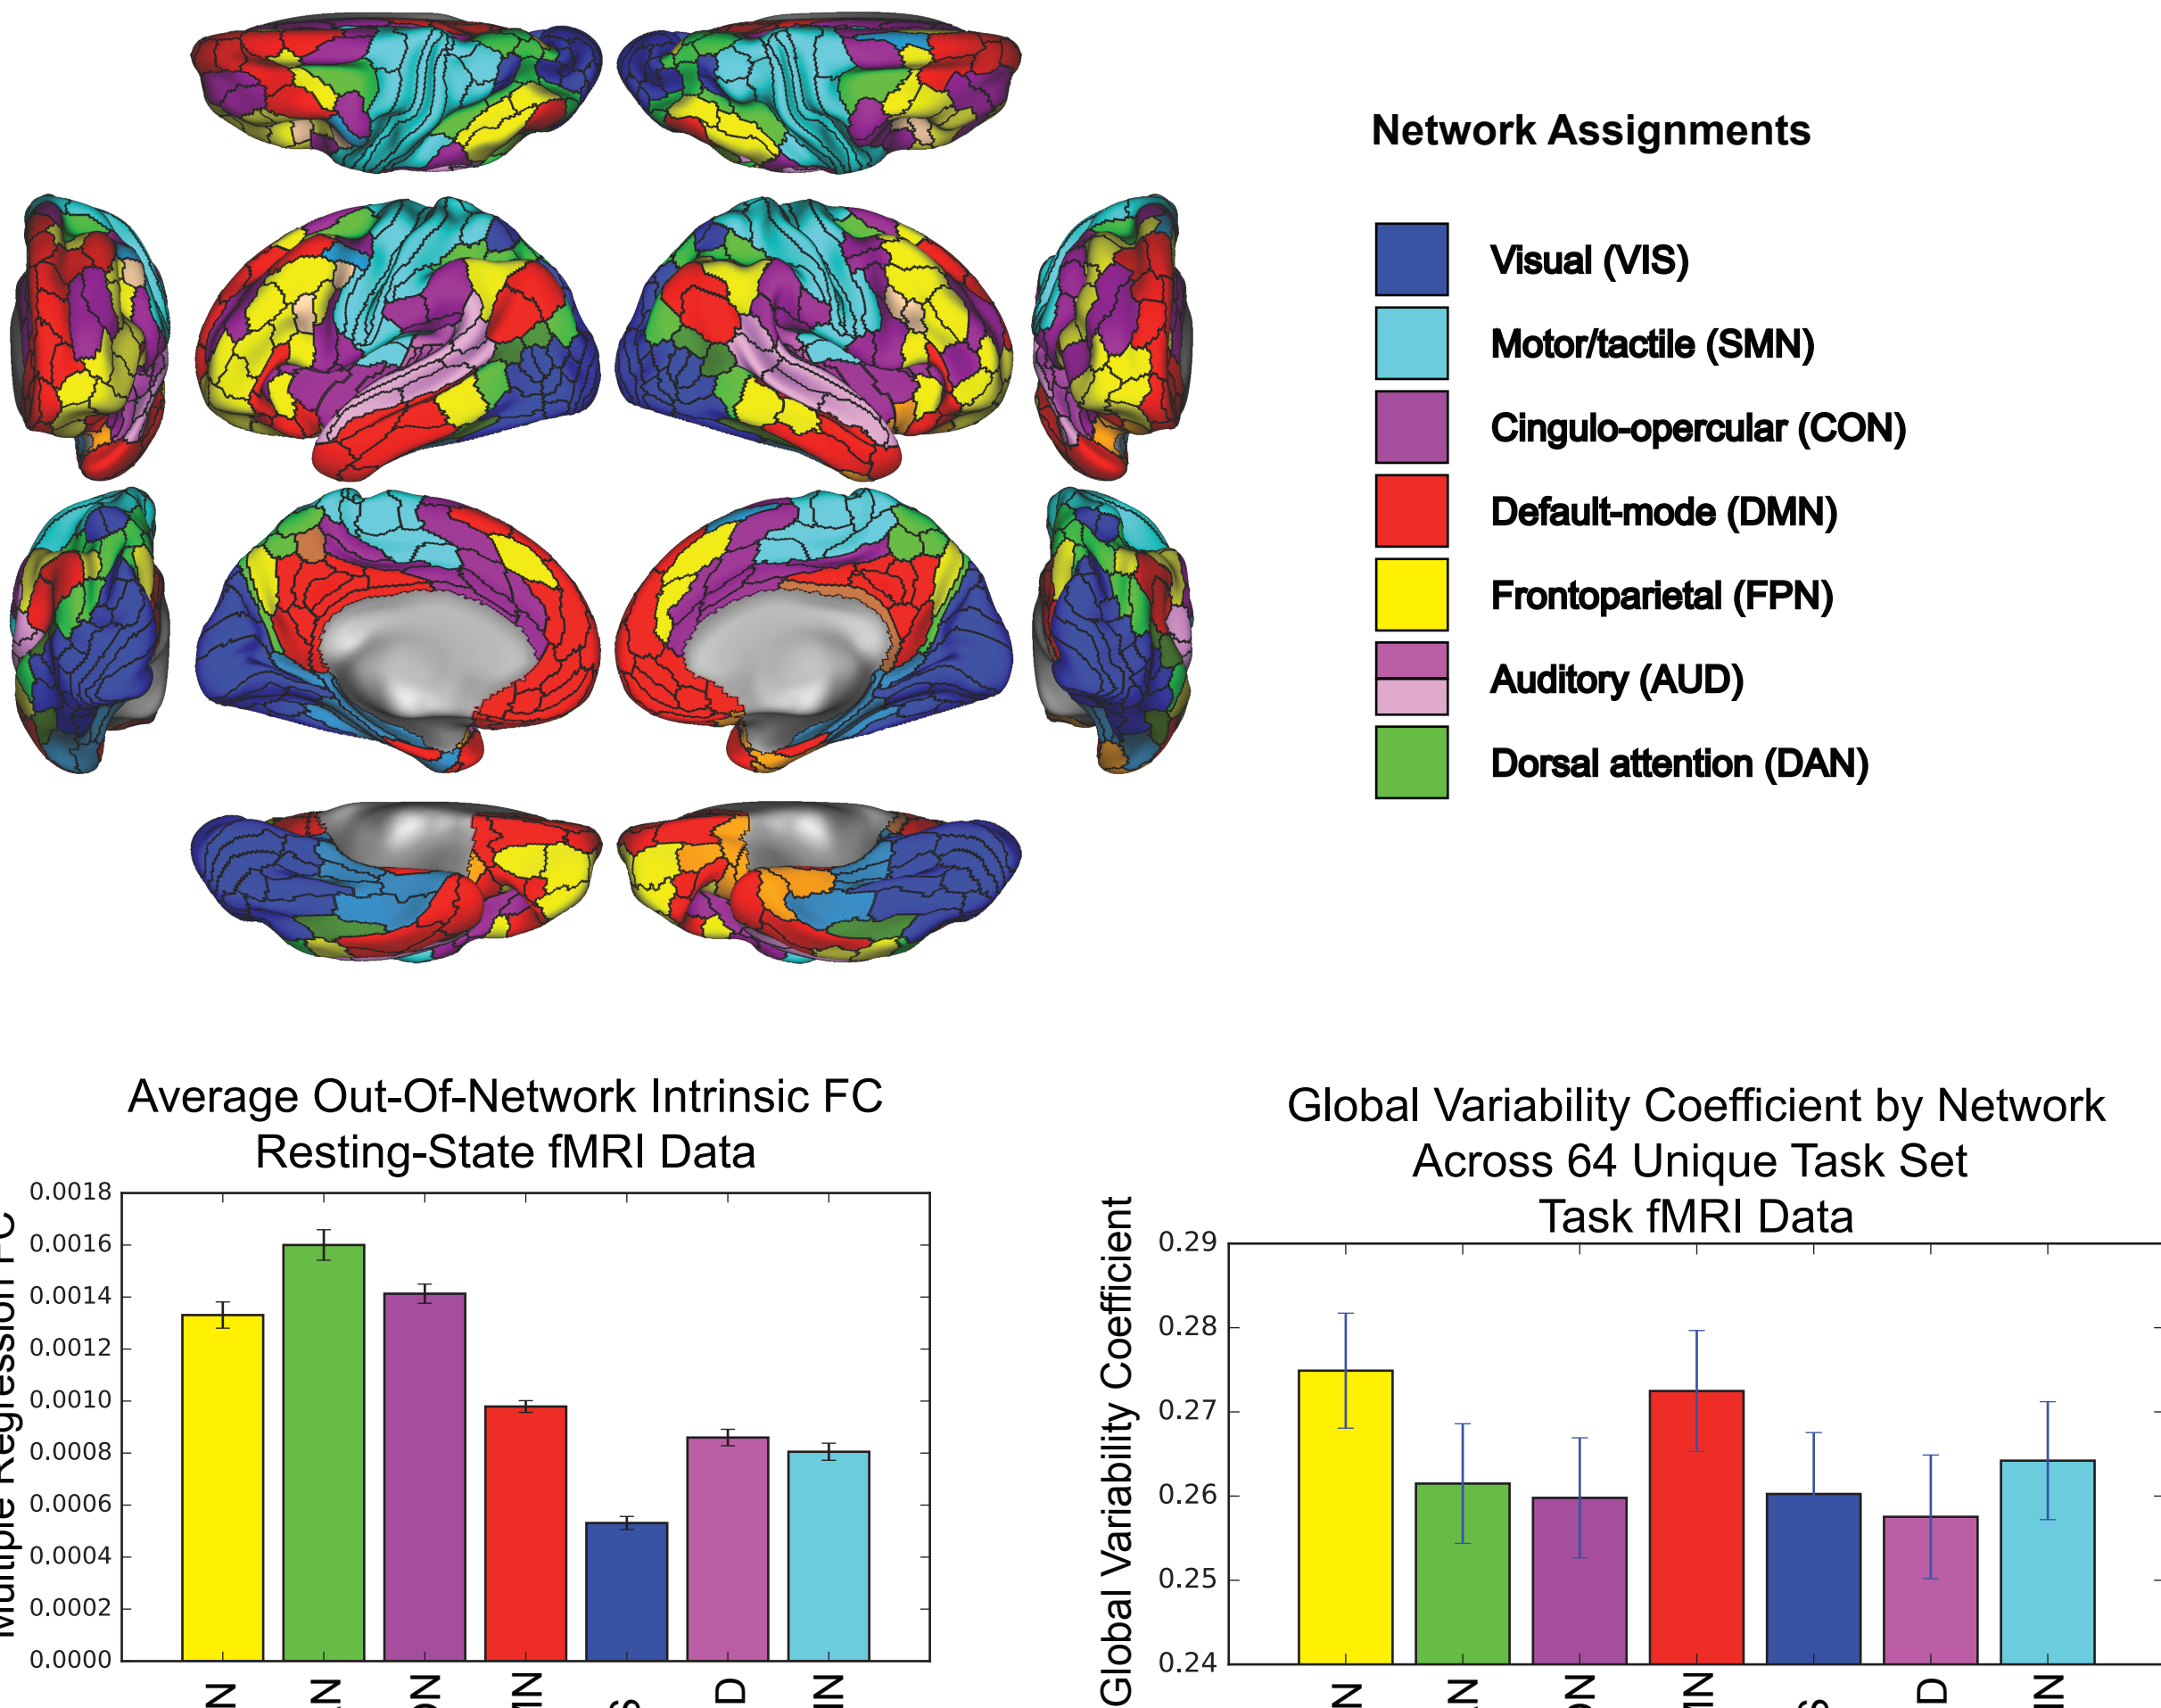 Network Assignments
Visual (VIS)
Motor/tactile (SMN)
Cingulo-opercular (CON)
Default-mode (DMN)
Frontoparietal (FPN)
Auditory (AUD)
Dorsal attention (DAN)
Average Out-Of-Network Intrinsic FC
Resting-State fMRI Data
Multiple Regression FC
0.0018
0.0016
0.0014
0.0012
0.0010
0.0008
0.0006
0.0004
0.0002
0.0000
Global Variability Coefficient by Network
Across 64 Unique Task Set
Task fMRI Data
Global Variability Coefficient
0.29
0.28
0.27
0.26
0.25
0.24